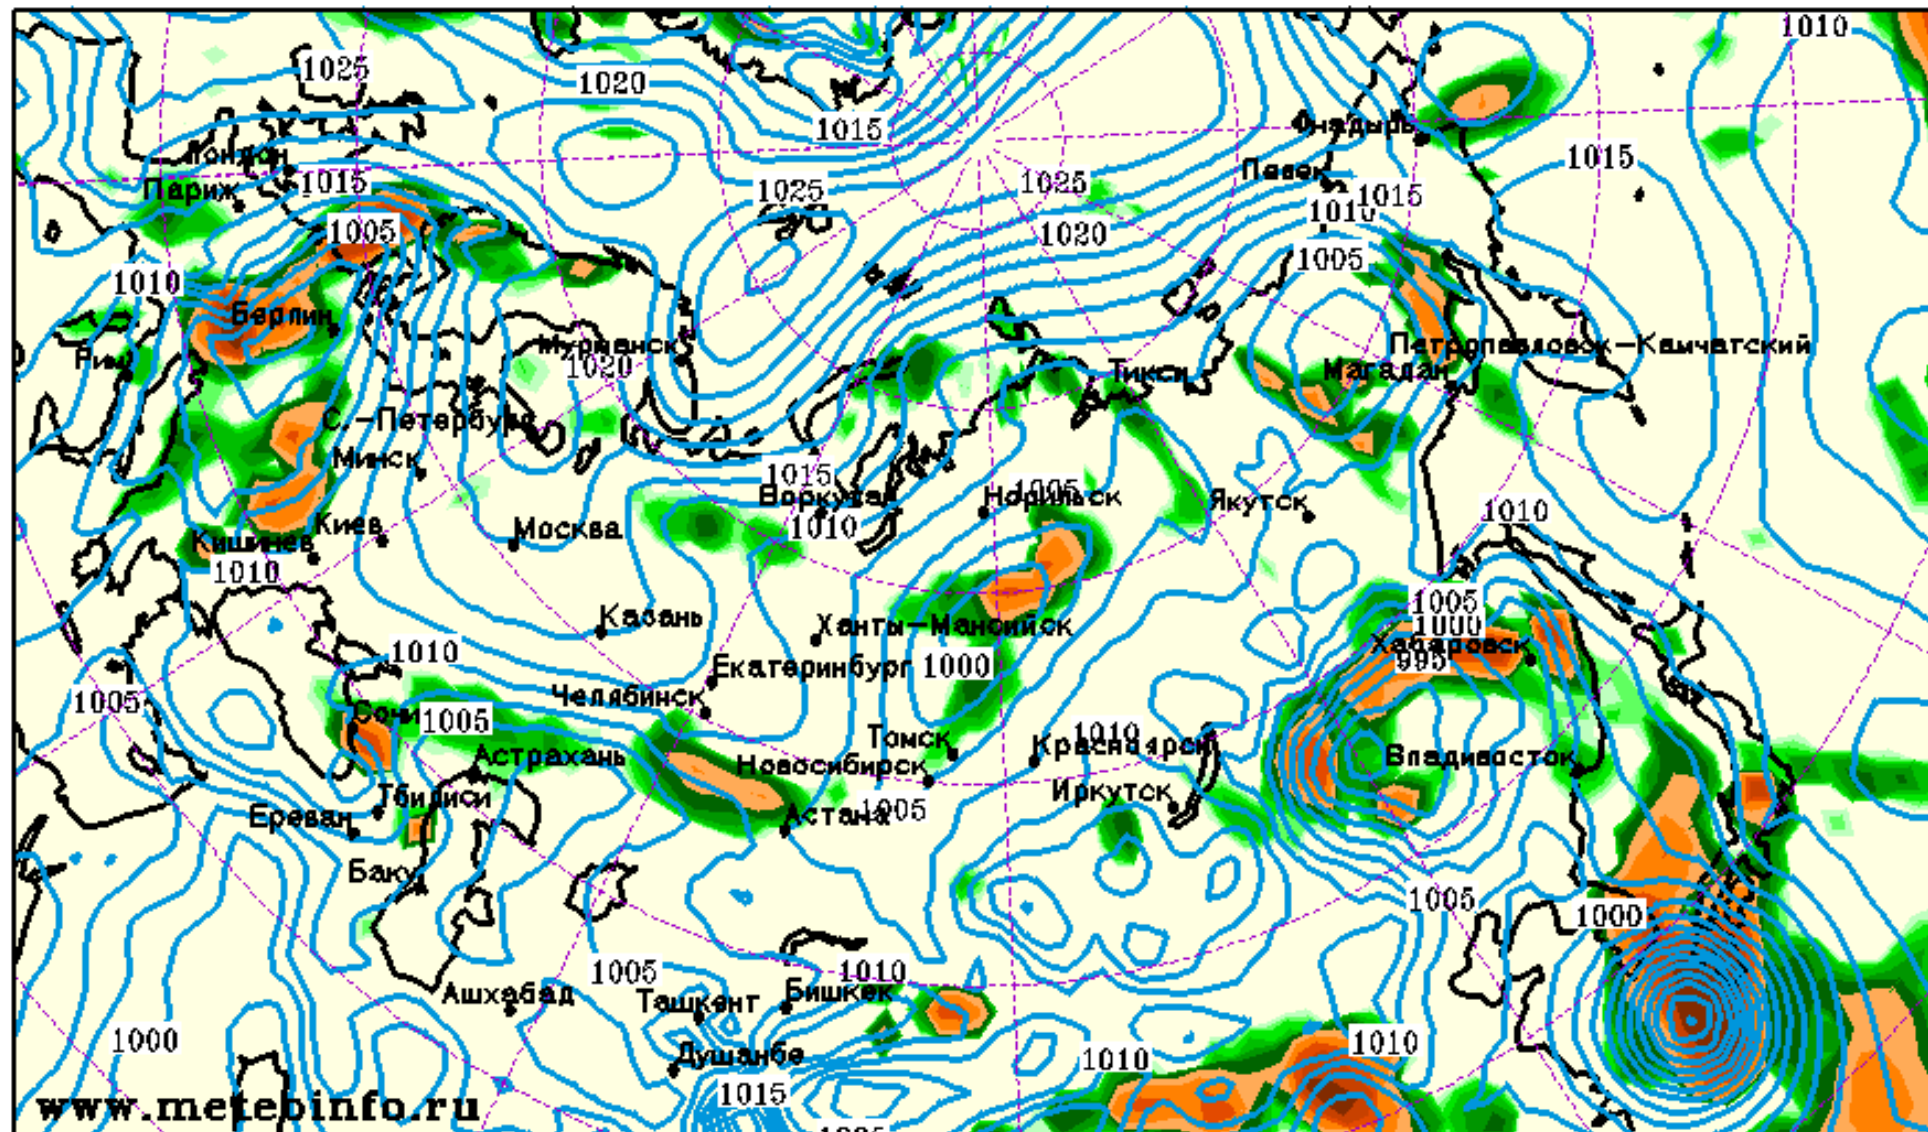 1010
1025
1020
1015
Лондон
Анадырь
1015
Париж
1015
1025
1025
Певек
1015
1010
1005
1020
1005
1010
Берлин
Рим
Мурманск
1020
Петропавловск-Камчатский
Тикси
Магадан
С.-Петербург
Минск
1015
Воркута
1005
Норильск
Якутск
1010
Киев
Москва
1010
Кишинев
1010
Казань
Ханты-Мансийск
1005
1000
Хабаровск
995
1010
Екатеринбург
1000
1005
Челябинск
Сочи
1005
Томск
1010
Красноярск
Астрахань
Новосибирск
Владивосток
Тбилиси
Иркутск
Ереван
Астана
1005
Баку
1005
1000
1005
1010
Ашхабад
Ташкент
Бишкек
1000
1010
1010
Душанбе
1015
www.meteoinfo.ru